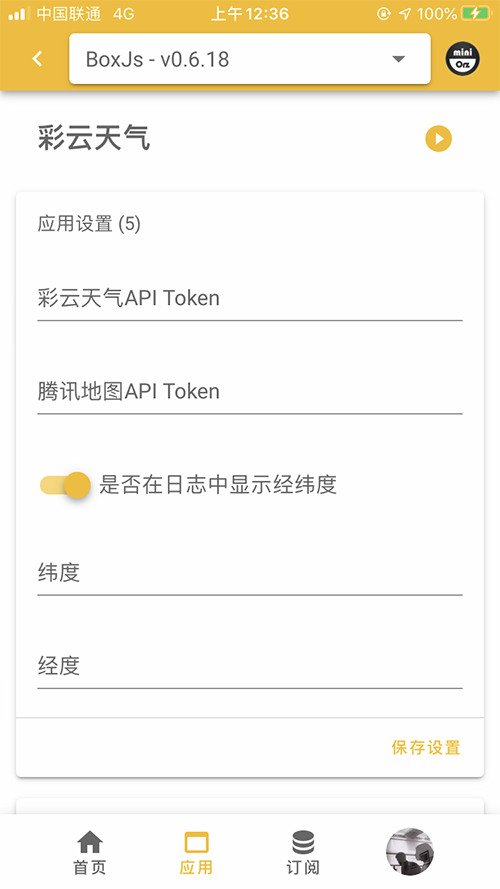 中国联通 4G 上午12:36 100%
BoxJs - v0.6.18
mini
Orz
彩云天气
应用设置 (5)
彩云天气API Token
腾讯地图API Token
是否在日志中显示经纬度
纬度
经度
保存设置
首页 应用 订阅